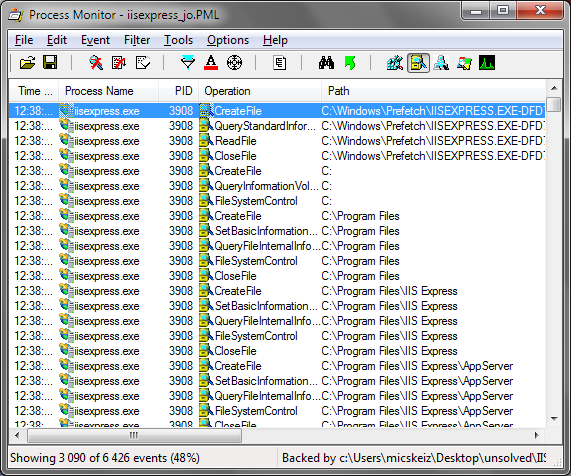 Process Monitor - iisexpress_jo.PML
File Edit Event Filter Tools Options Help
Time ... Process Name PID Operation Path
12:38:... iisexpress.exe 3908 CreateFile C:\Windows\Prefetch\IISEXPRESS.EXE-DFD7
12:38:... iisexpress.exe 3908 QueryStandardInfor... C:\Windows\Prefetch\IISEXPRESS.EXE-DFD7
12:38:... iisexpress.exe 3908 ReadFile C:\Windows\Prefetch\IISEXPRESS.EXE-DFD7
12:38:... iisexpress.exe 3908 CloseFile C:\Windows\Prefetch\IISEXPRESS.EXE-DFD7
12:38:... iisexpress.exe 3908 CreateFile C:
12:38:... iisexpress.exe 3908 QueryInformationVol... C:
12:38:... iisexpress.exe 3908 FileSystemControl C:
12:38:... iisexpress.exe 3908 CreateFile C:\Program Files
12:38:... iisexpress.exe 3908 SetBasicInformation... C:\Program Files
12:38:... iisexpress.exe 3908 QueryFileInternalInfo... C:\Program Files
12:38:... iisexpress.exe 3908 FileSystemControl C:\Program Files
12:38:... iisexpress.exe 3908 CloseFile C:\Program Files
12:38:... iisexpress.exe 3908 CreateFile C:\Program Files\IIS Express
12:38:... iisexpress.exe 3908 SetBasicInformation... C:\Program Files\IIS Express
12:38:... iisexpress.exe 3908 QueryFileInternalInfo... C:\Program Files\IIS Express
12:38:... iisexpress.exe 3908 FileSystemControl C:\Program Files\IIS Express
12:38:... iisexpress.exe 3908 CloseFile C:\Program Files\IIS Express
12:38:... iisexpress.exe 3908 CreateFile C:\Program Files\IIS Express\AppServer
12:38:... iisexpress.exe 3908 SetBasicInformation... C:\Program Files\IIS Express\AppServer
12:38:... iisexpress.exe 3908 QueryFileInternalInfo... C:\Program Files\IIS Express\AppServer
12:38:... iisexpress.exe 3908 FileSystemControl C:\Program Files\IIS Express\AppServer
12:38:... iisexpress.exe 3908 CloseFile C:\Program Files\IIS Express\AppServer
Showing 3 090 of 6 426 events (48%) Backed by c:\Users\micskeiz\Desktop\unsolved\IIS